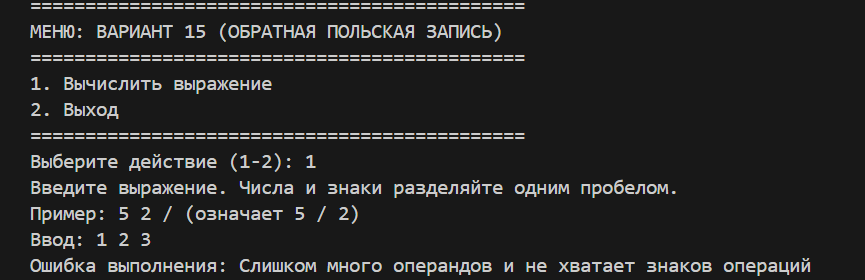 =============================================
МЕНЮ: ВАРИАНТ 15 (ОБРАТНАЯ ПОЛЬСКАЯ ЗАПИСЬ)
=============================================
1. Вычислить выражение
2. Выход
=============================================
Выберите действие (1-2): 1
Введите выражение. Числа и знаки разделяйте одним пробелом.
Пример: 5 2 / (означает 5 / 2)
Ввод: 1 2 3
Ошибка выполнения: Слишком много операндов и не хватает знаков операций